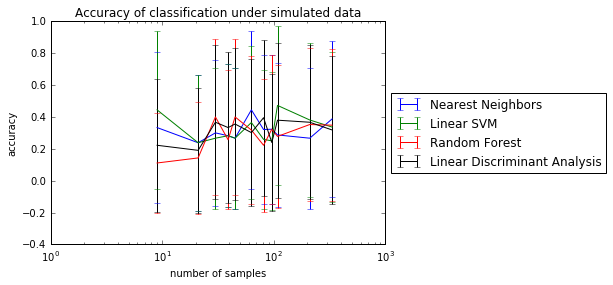 Accuracy of classification under simulated data
1.0
0.8
0.6
0.4
0.2
0.0
−0.2
−0.4
accuracy
10^0
10^1
10^2
10^3
number of samples
Nearest Neighbors
Linear SVM
Random Forest
Linear Discriminant Analysis